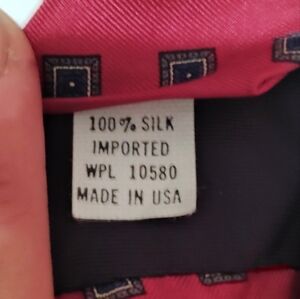 100% SILK
IMPORTED
WPL 10580
MADE IN USA